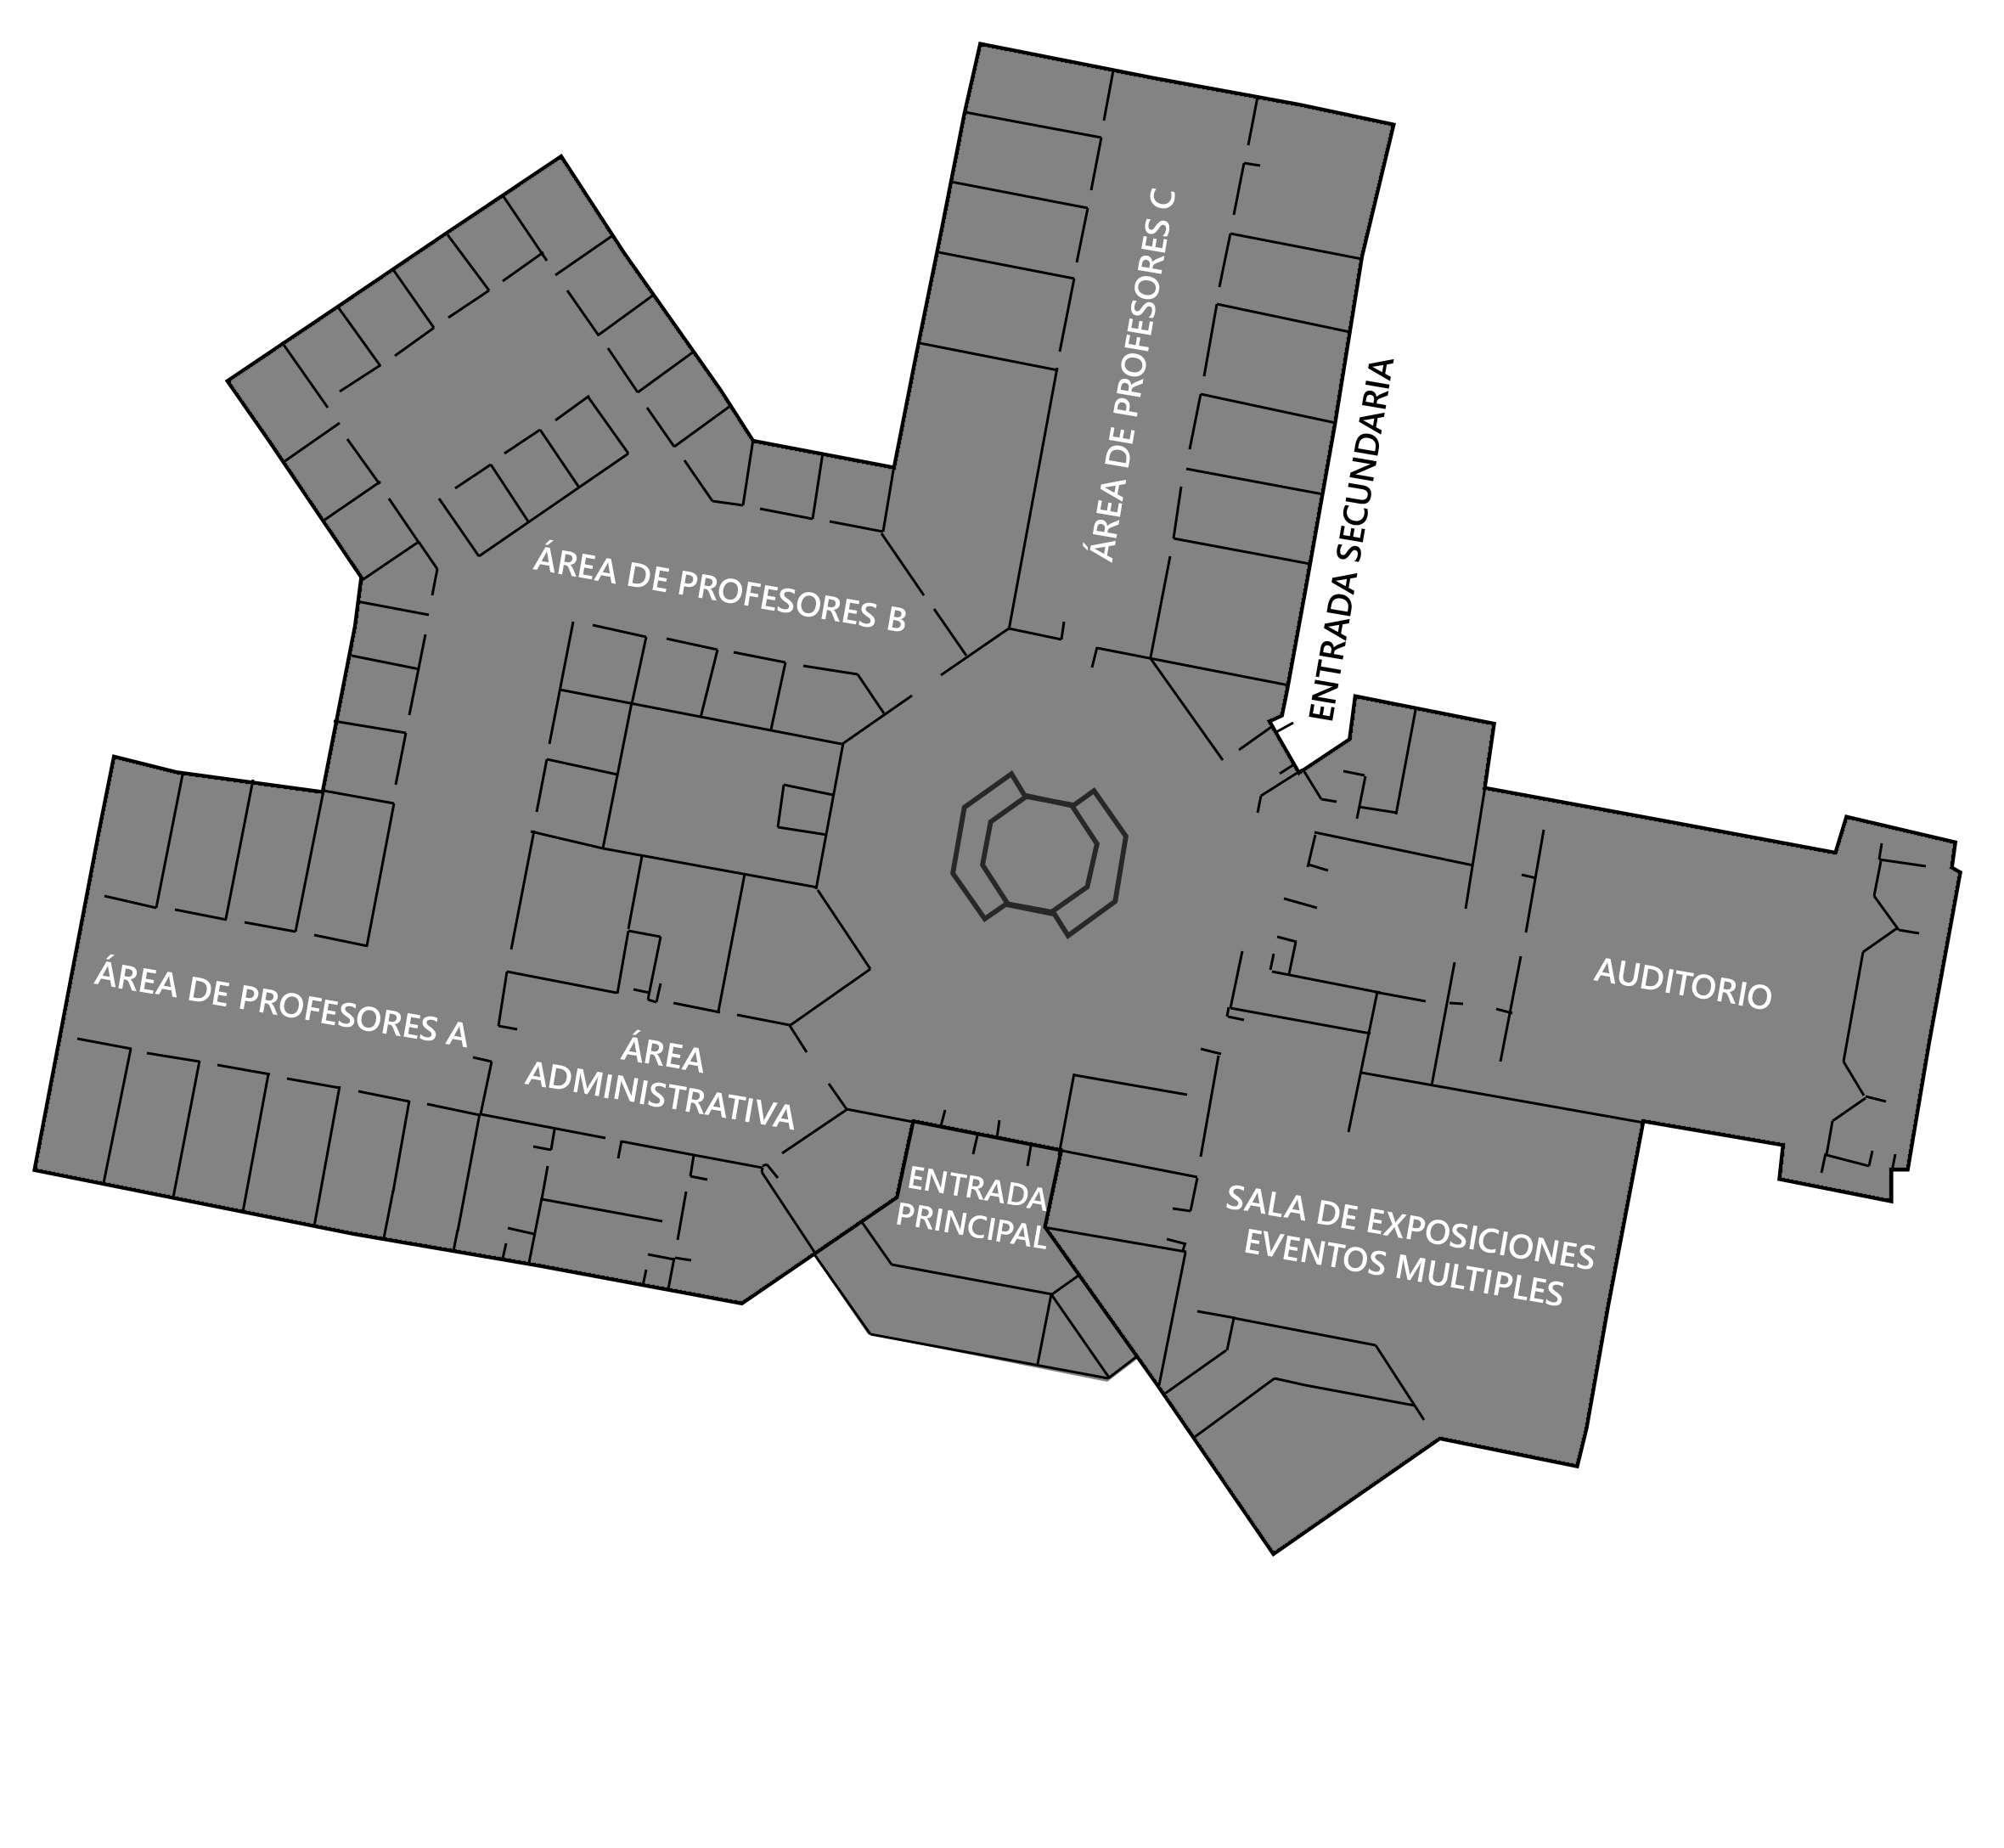 ÁREA DE PROFESORES C
ENTRADA SECUNDARIA
ÁREA DE PROFESORES B
ÁREA DE PROFESORES A
ÁREA
ADMINISTRATIVA
AUDITORIO
ENTRADA
PRINCIPAL
SALA DE EXPOSICIONES
EVENTOS MULTIPLES